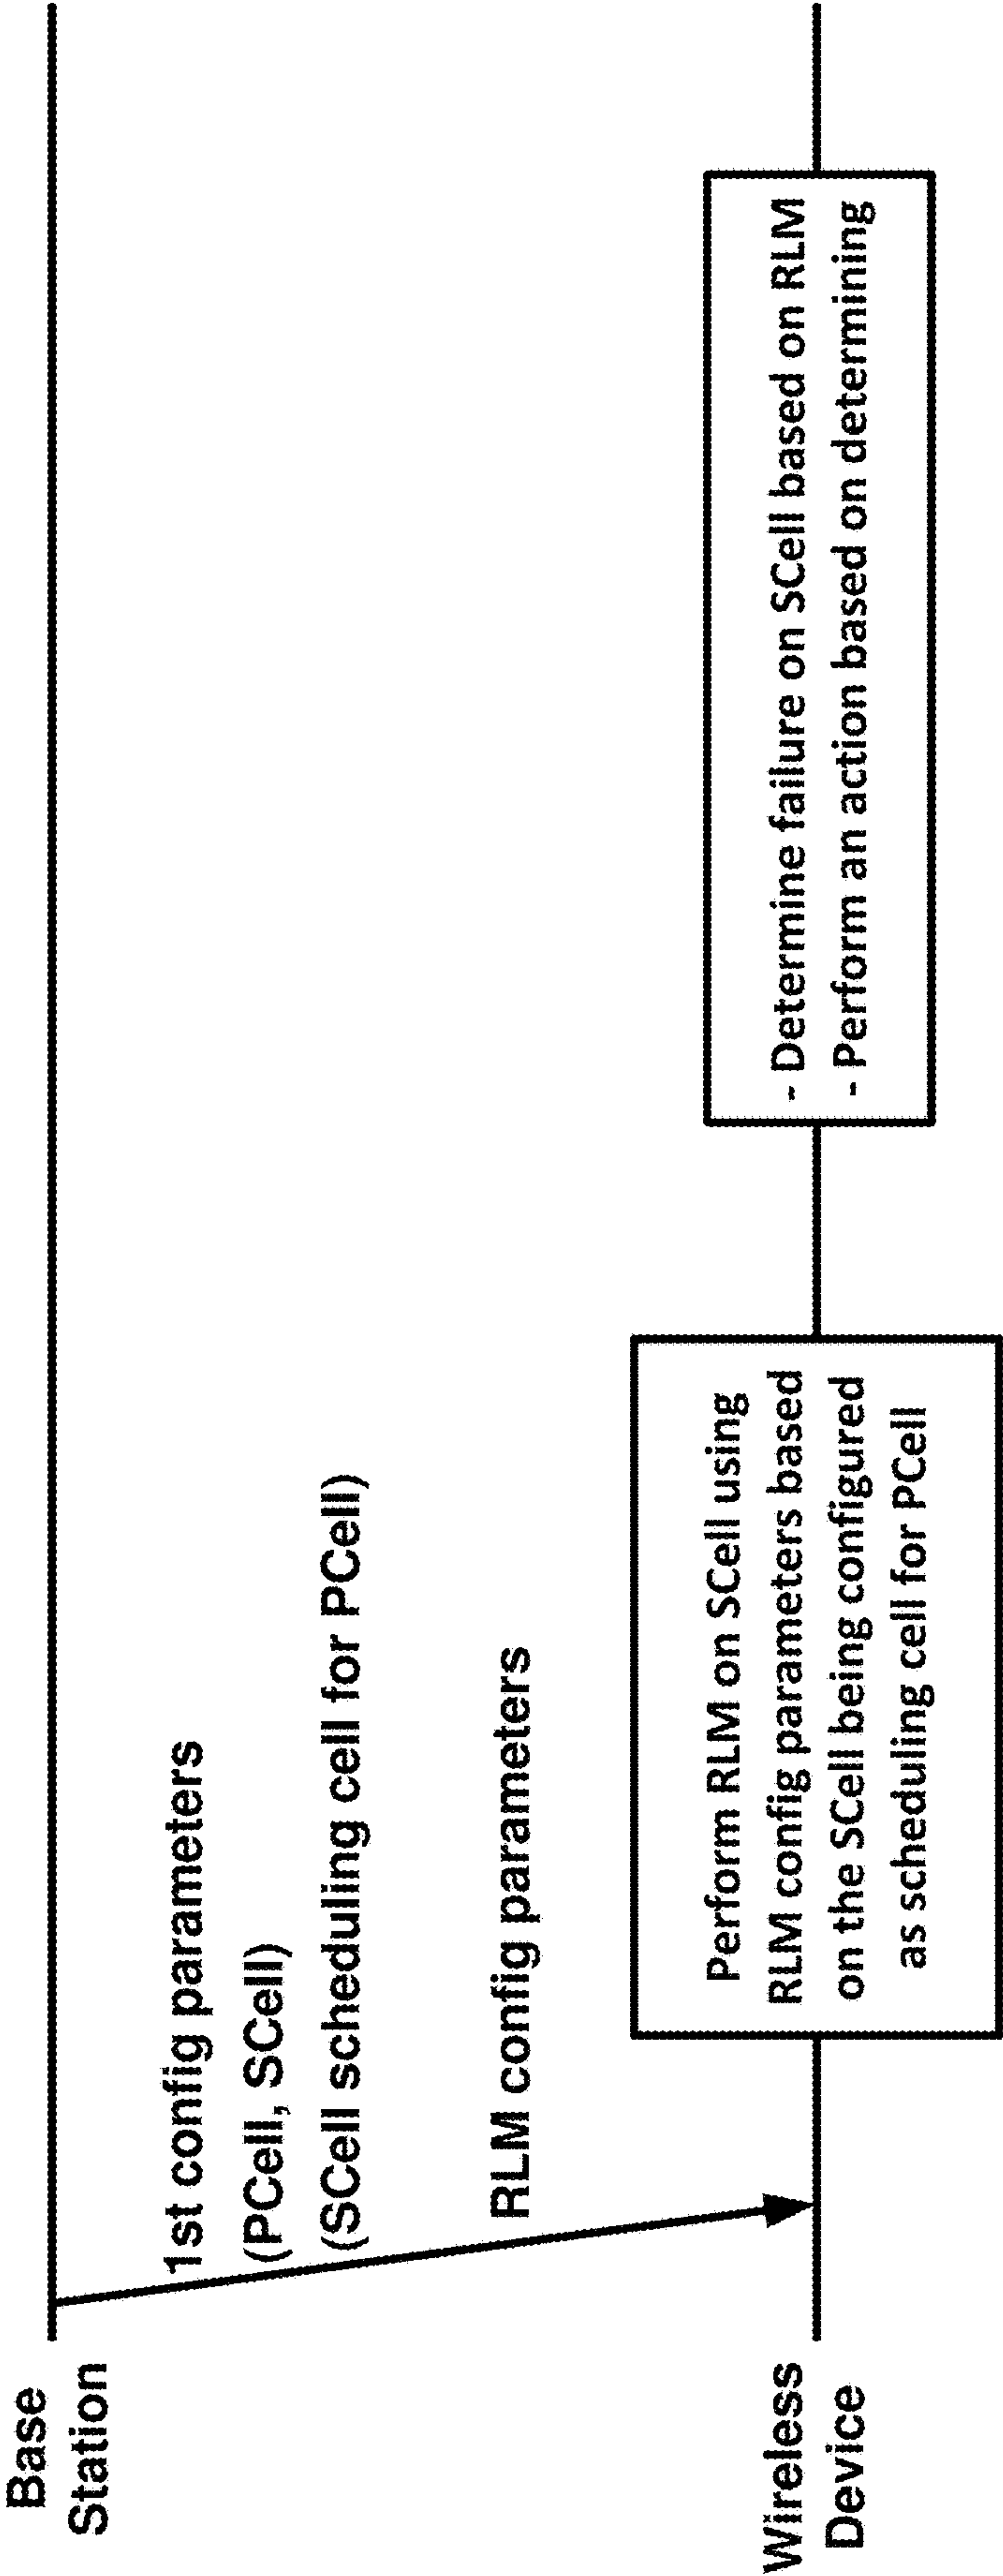 Base
Station
1st config parameters
(PCell, SCell)
(SCell scheduling cell for PCell)
RLM config parameters
Wireless
Device
Perform RLM on SCell using
RLM config parameters based
on the SCell being configured
as scheduling cell for PCell
- Determine failure on SCell based on RLM
- Perform an action based on determining